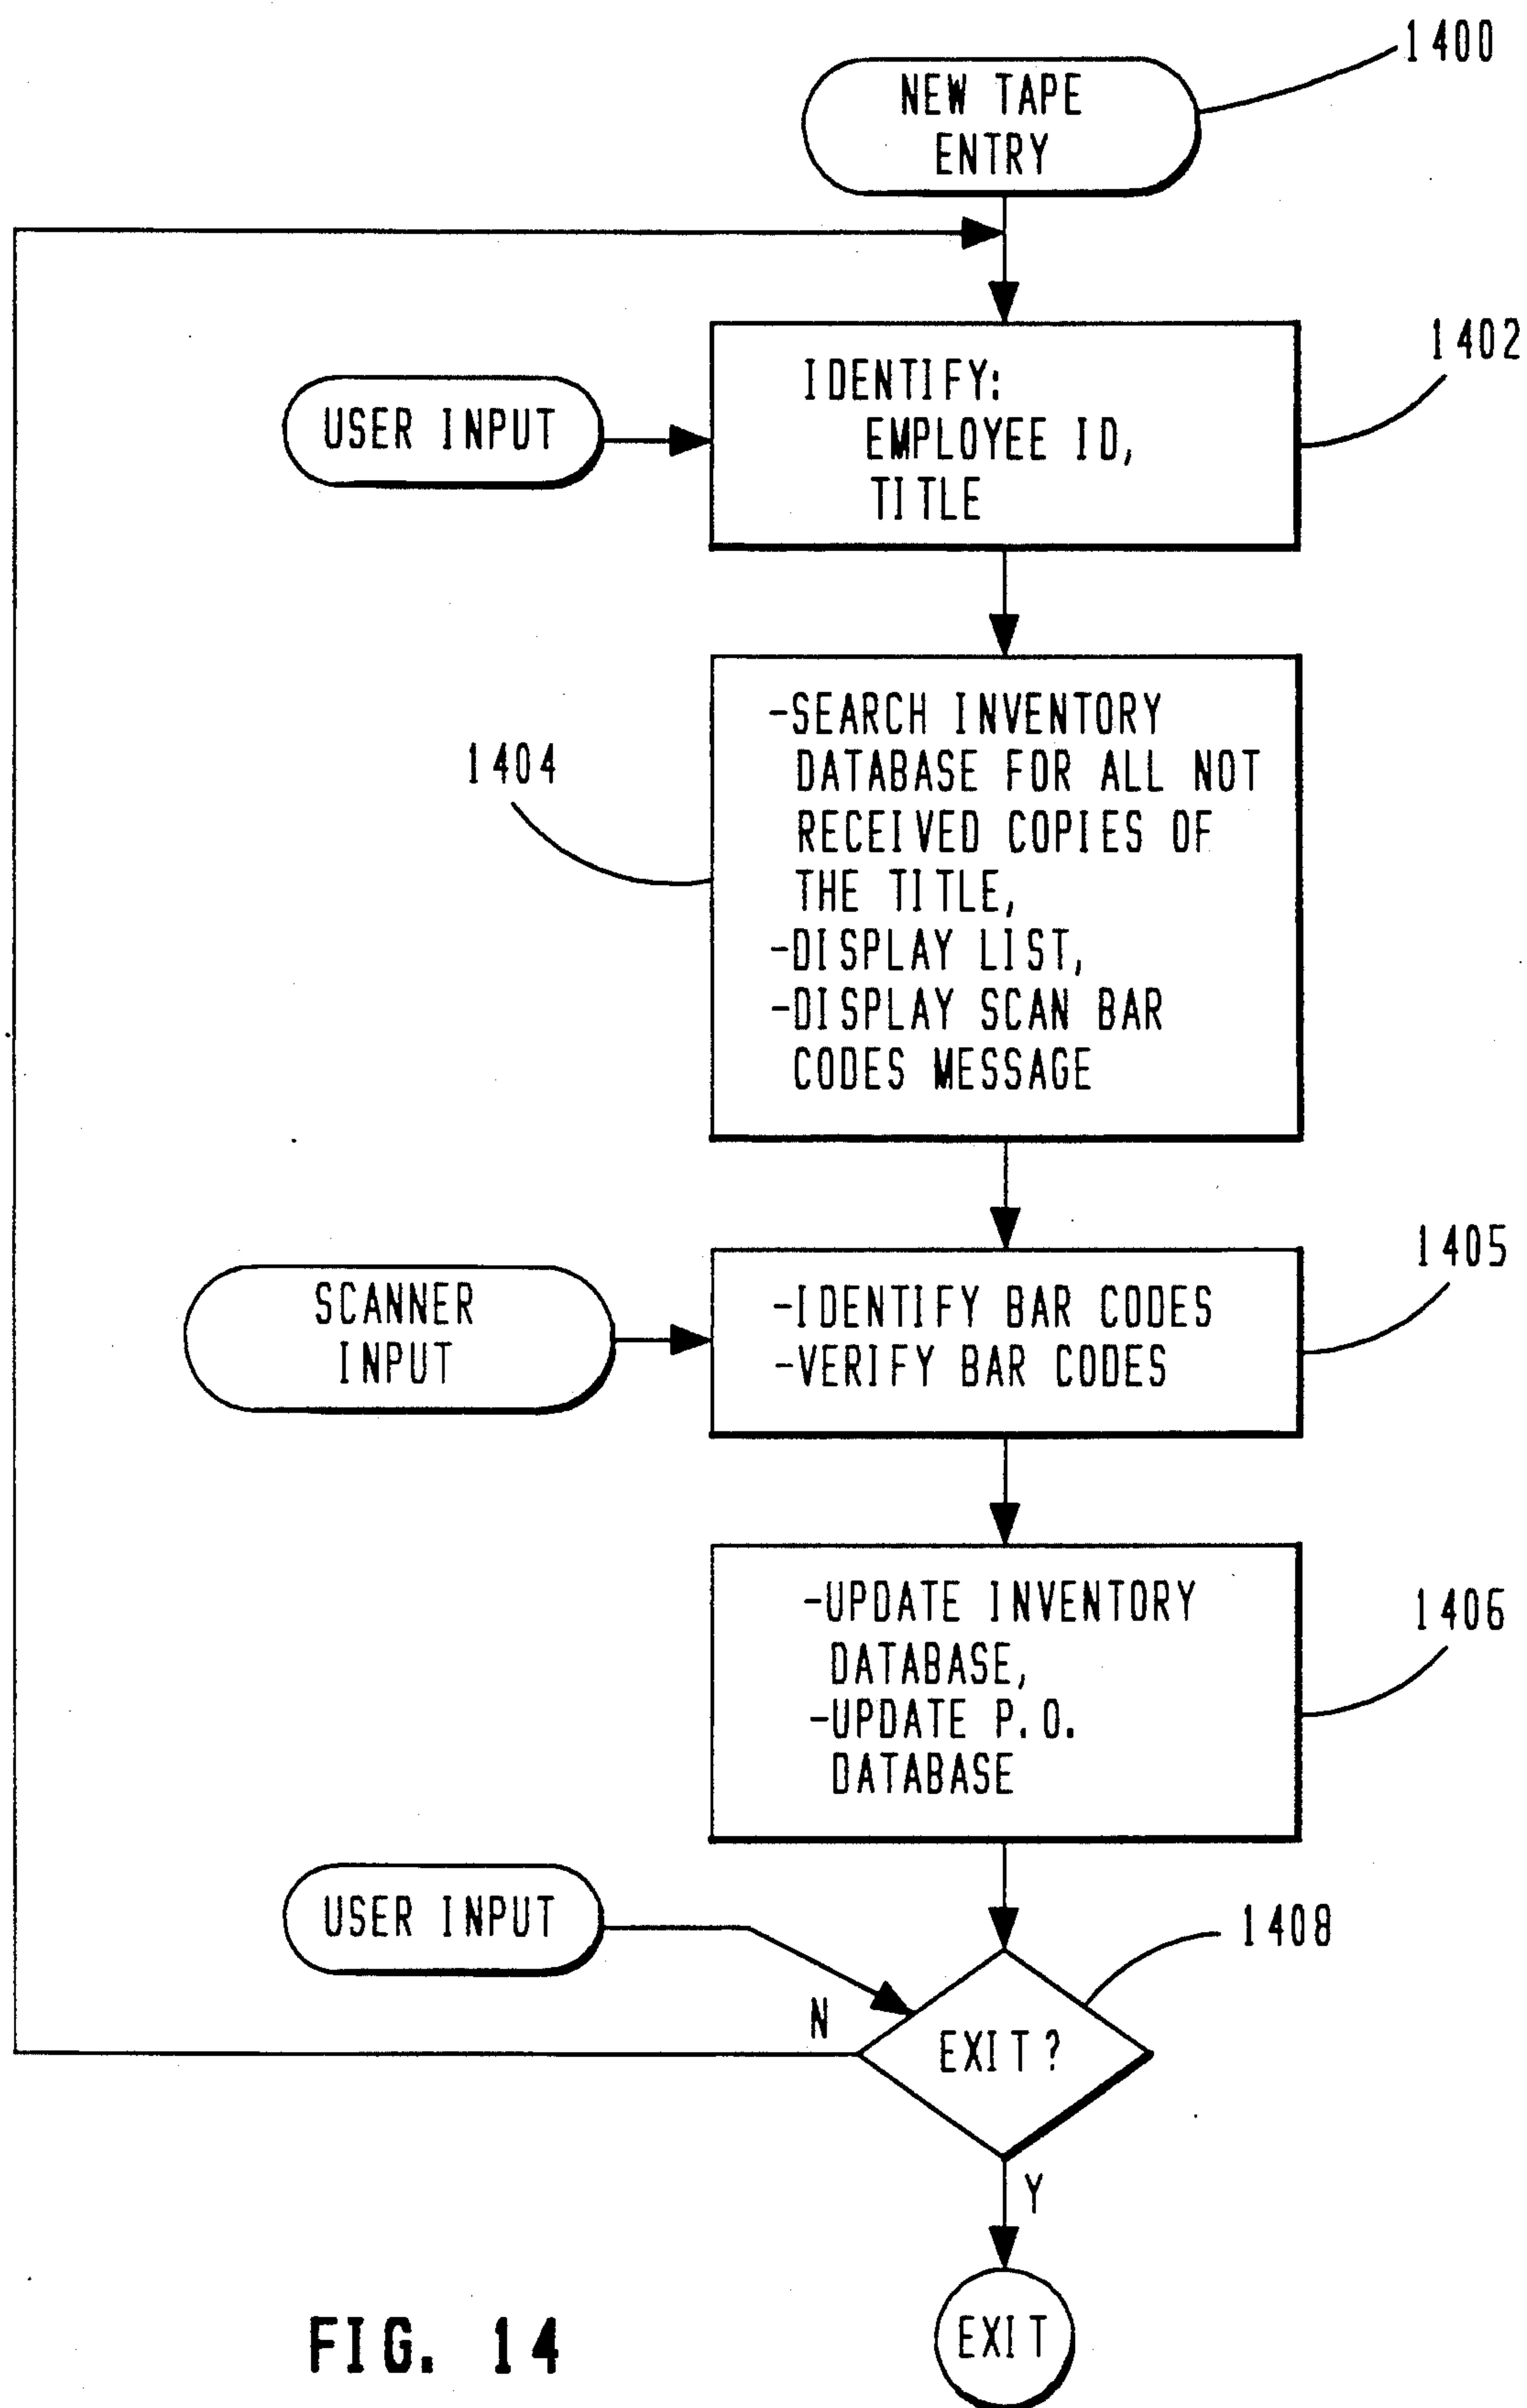 1400
NEW TAPE
ENTRY
1402
IDENTIFY:
EMPLOYEE ID,
TITLE
USER INPUT
1404
-SEARCH INVENTORY
DATABASE FOR ALL NOT
RECEIVED COPIES OF
THE TITLE,
-DISPLAY LIST,
-DISPLAY SCAN BAR
CODES MESSAGE
1405
SCANNER
INPUT
-IDENTIFY BAR CODES
-VERIFY BAR CODES
1406
-UPDATE INVENTORY
DATABASE,
-UPDATE P.O.
DATABASE
USER INPUT
1408
N
EXIT?
Y
EXIT
FIG. 14